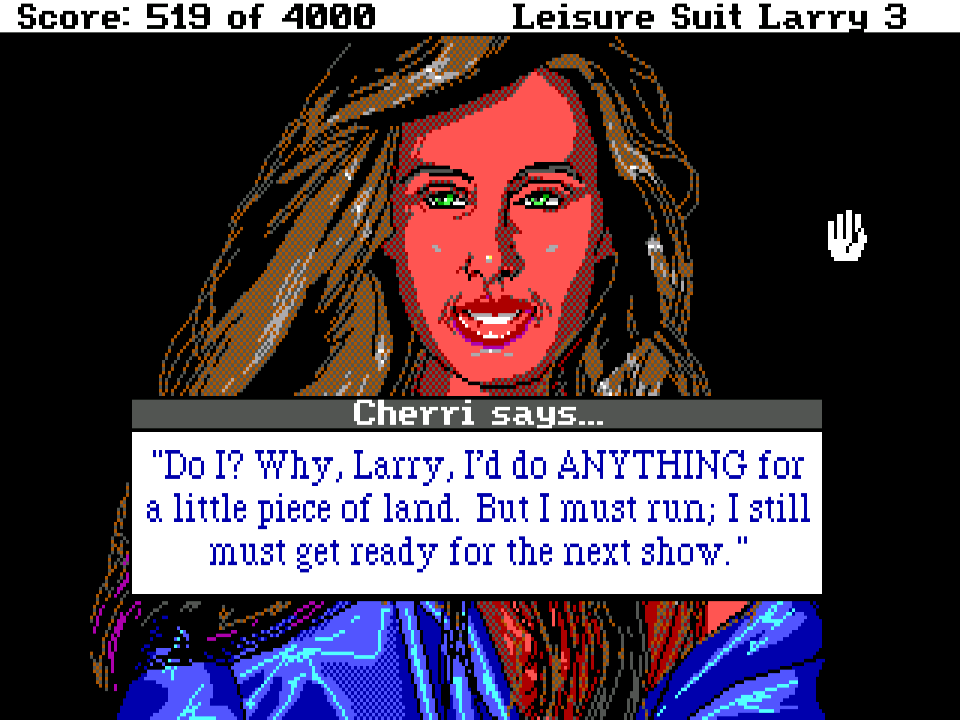 Score: 519 of 4000 Leisure Suit Larry 3
Cherri says...
"Do I? Why, Larry, I'd do ANYTHING for
a little piece of land. But I must run; I still
must get ready for the next show."